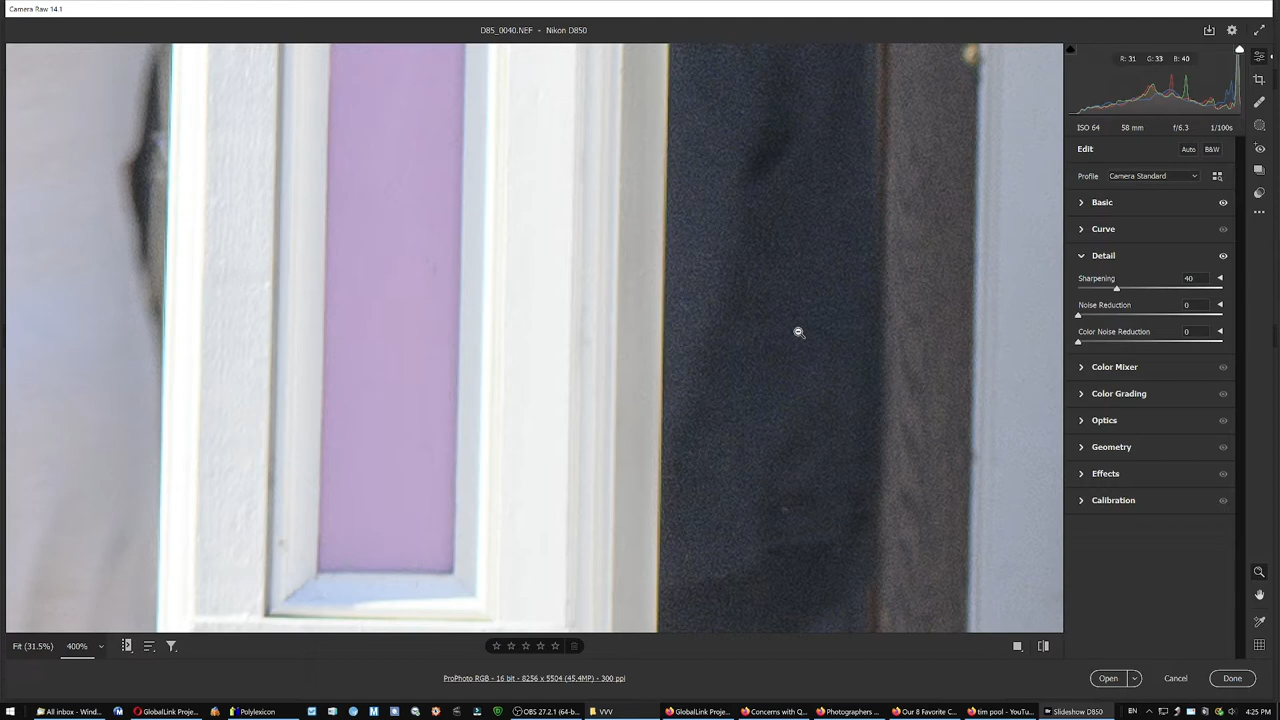 Camera Raw 14.1
D85_0040.NEF - Nikon D850
R: 31 G: 33 B: 40
ISO 64 58 mm f/6.3 1/100s
Edit Auto B&W
Profile Camera Standard
Basic
Curve
Detail
Sharpening 40
Noise Reduction 0
Color Noise Reduction 0
Color Mixer
Color Grading
Optics
Geometry
Effects
Calibration
Fit (31.5%) 400%
ProPhoto RGB - 16 bit - 8256 x 5504 (45.4MP) - 300 ppi
Open Cancel Done
All inbox - Wind... GlobalLink Proje... Polylexicon OBS 27.2.1 (64-b... VVV GlobalLink Proje... Concerns with Q... Photographers ... Our 8 Favorite C... tim pool - YouTu... Slideshow D850 EN 4:25 PM